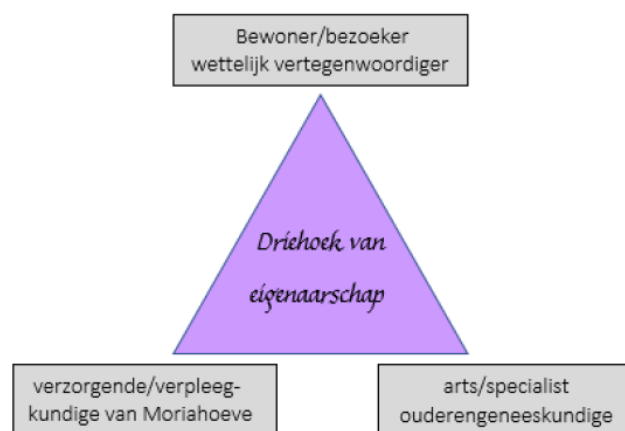 Bewoner/bezoeker
wettelijk vertegenwoordiger
Driehoek van
eigenaarschap
verzorgende/verpleeg-
kundige van Moriahoeve
arts/specialist
ouderengeneeskundige